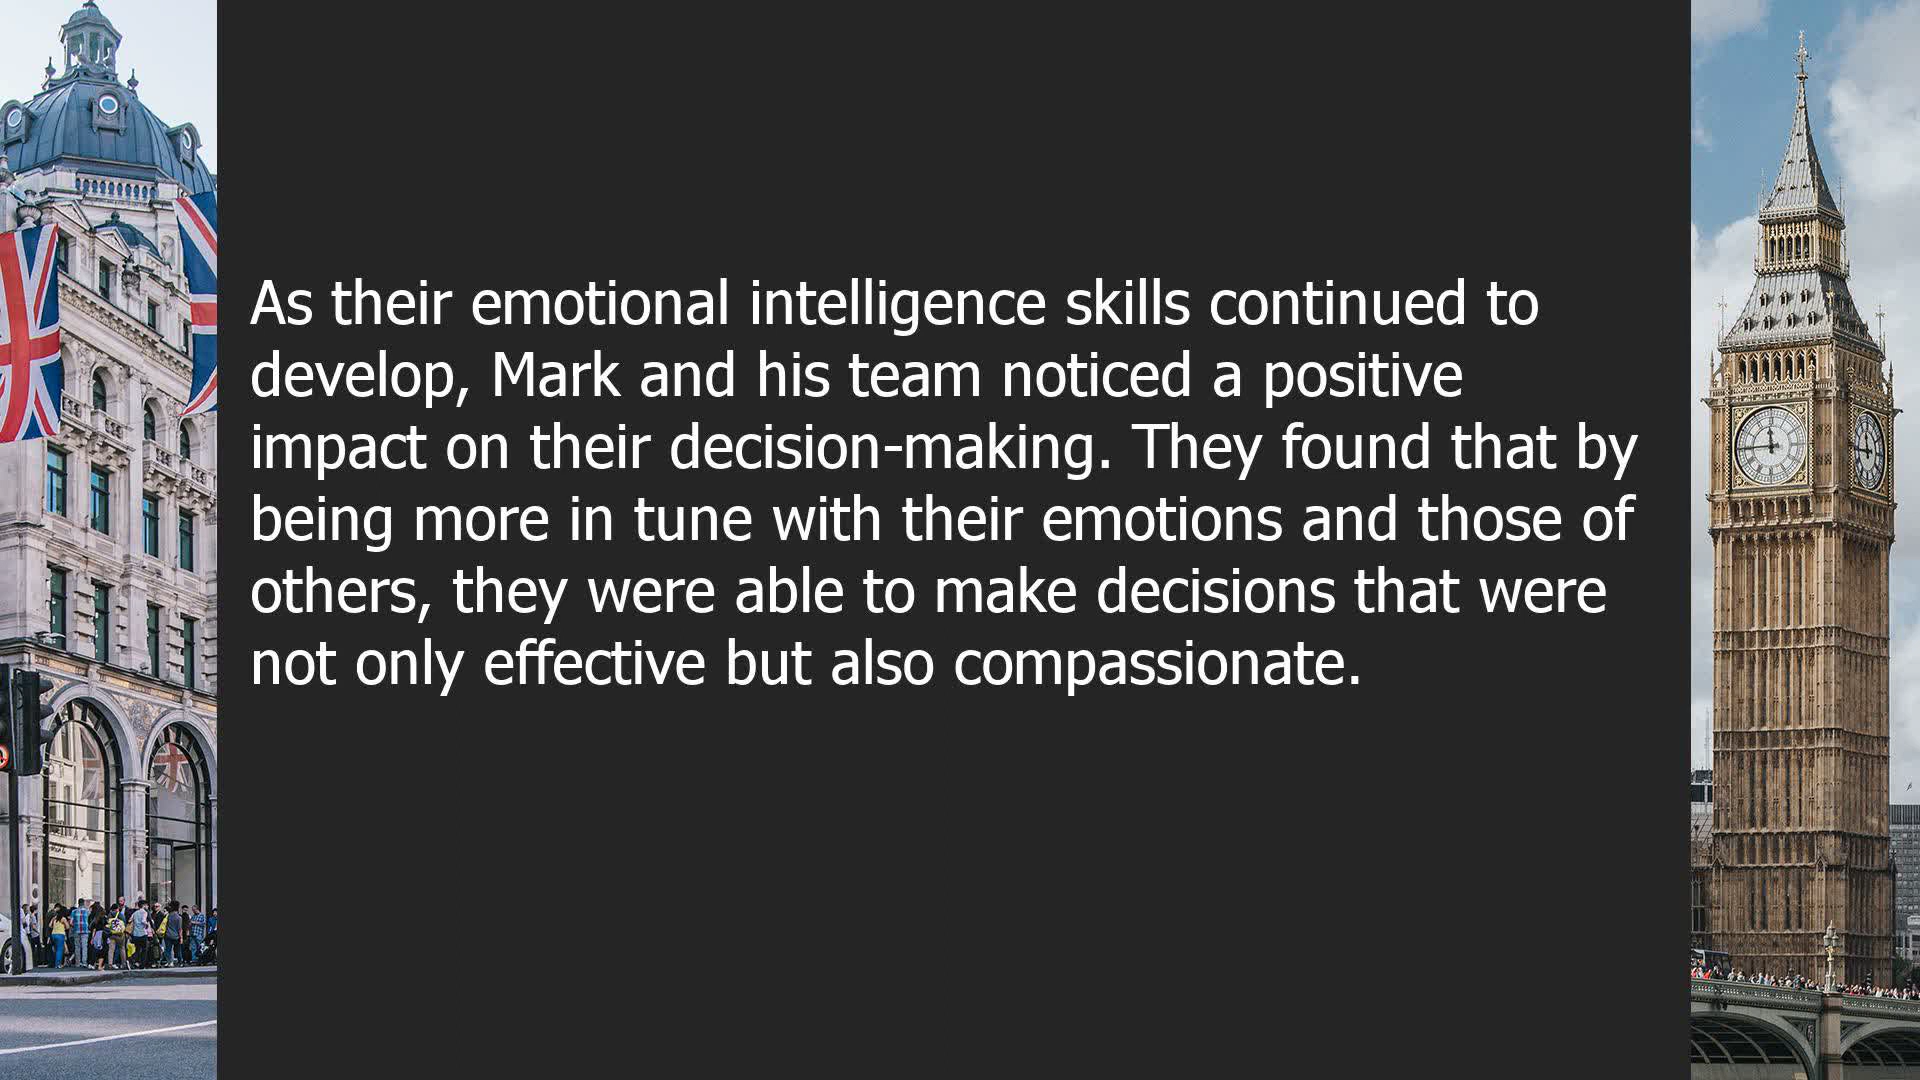 As their emotional intelligence skills continued to
develop, Mark and his team noticed a positive
impact on their decision-making. They found that by
being more in tune with their emotions and those of
others, they were able to make decisions that were
not only effective but also compassionate.